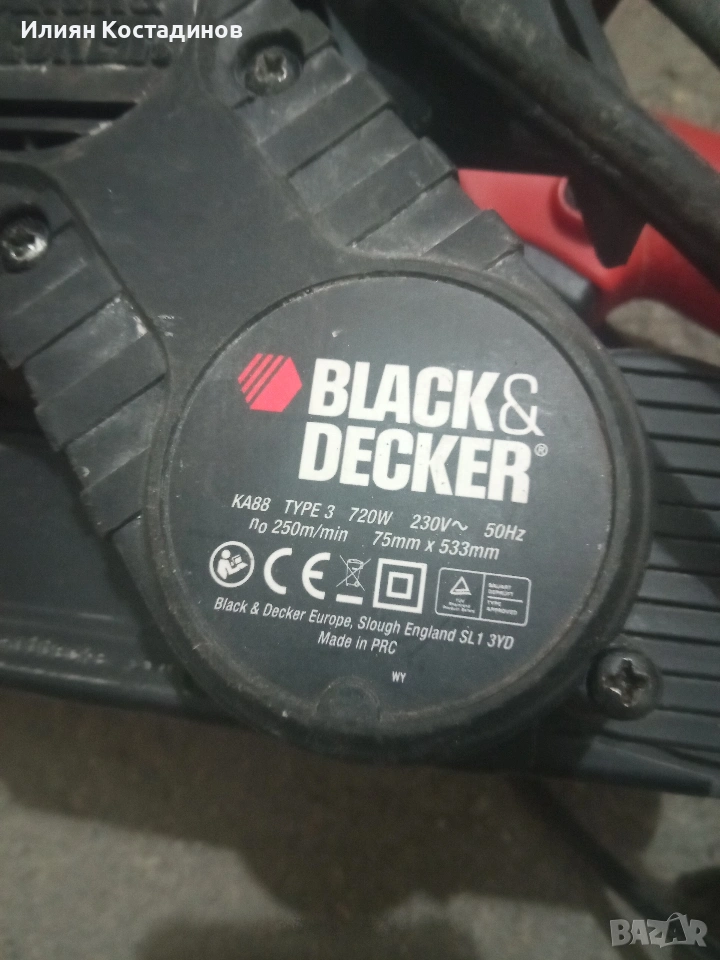 Илиян Костадинов
BLACK&
DECKER®
KA88 TYPE 3 720W 230V~ 50Hz
no 250m/min 75mm x 533mm
CE
Black & Decker Europe, Slough England SL1 3YD
Made in PRC
WY
BAZAR